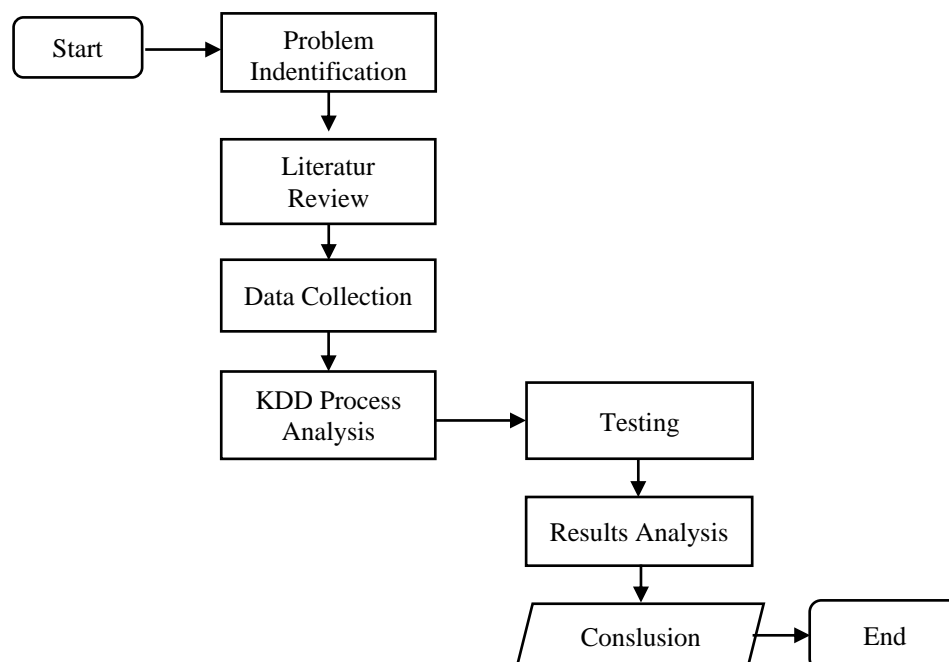 Start
Problem
Indentification
Literatur
Review
Data Collection
KDD Process
Analysis
Testing
Results Analysis
Conslusion
End